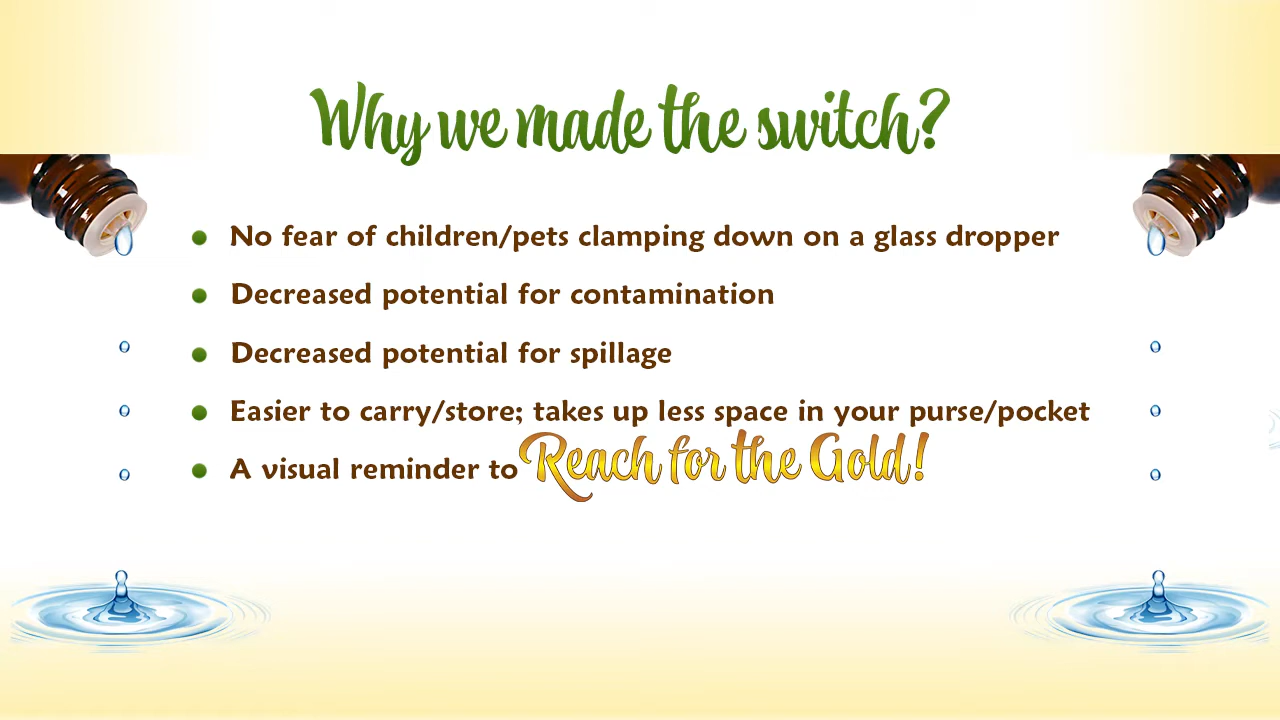 Why we made the switch?
No fear of children/pets clamping down on a glass dropper
Decreased potential for contamination
Decreased potential for spillage
Easier to carry/store; takes up less space in your purse/pocket
A visual reminder to Reach for the Gold!